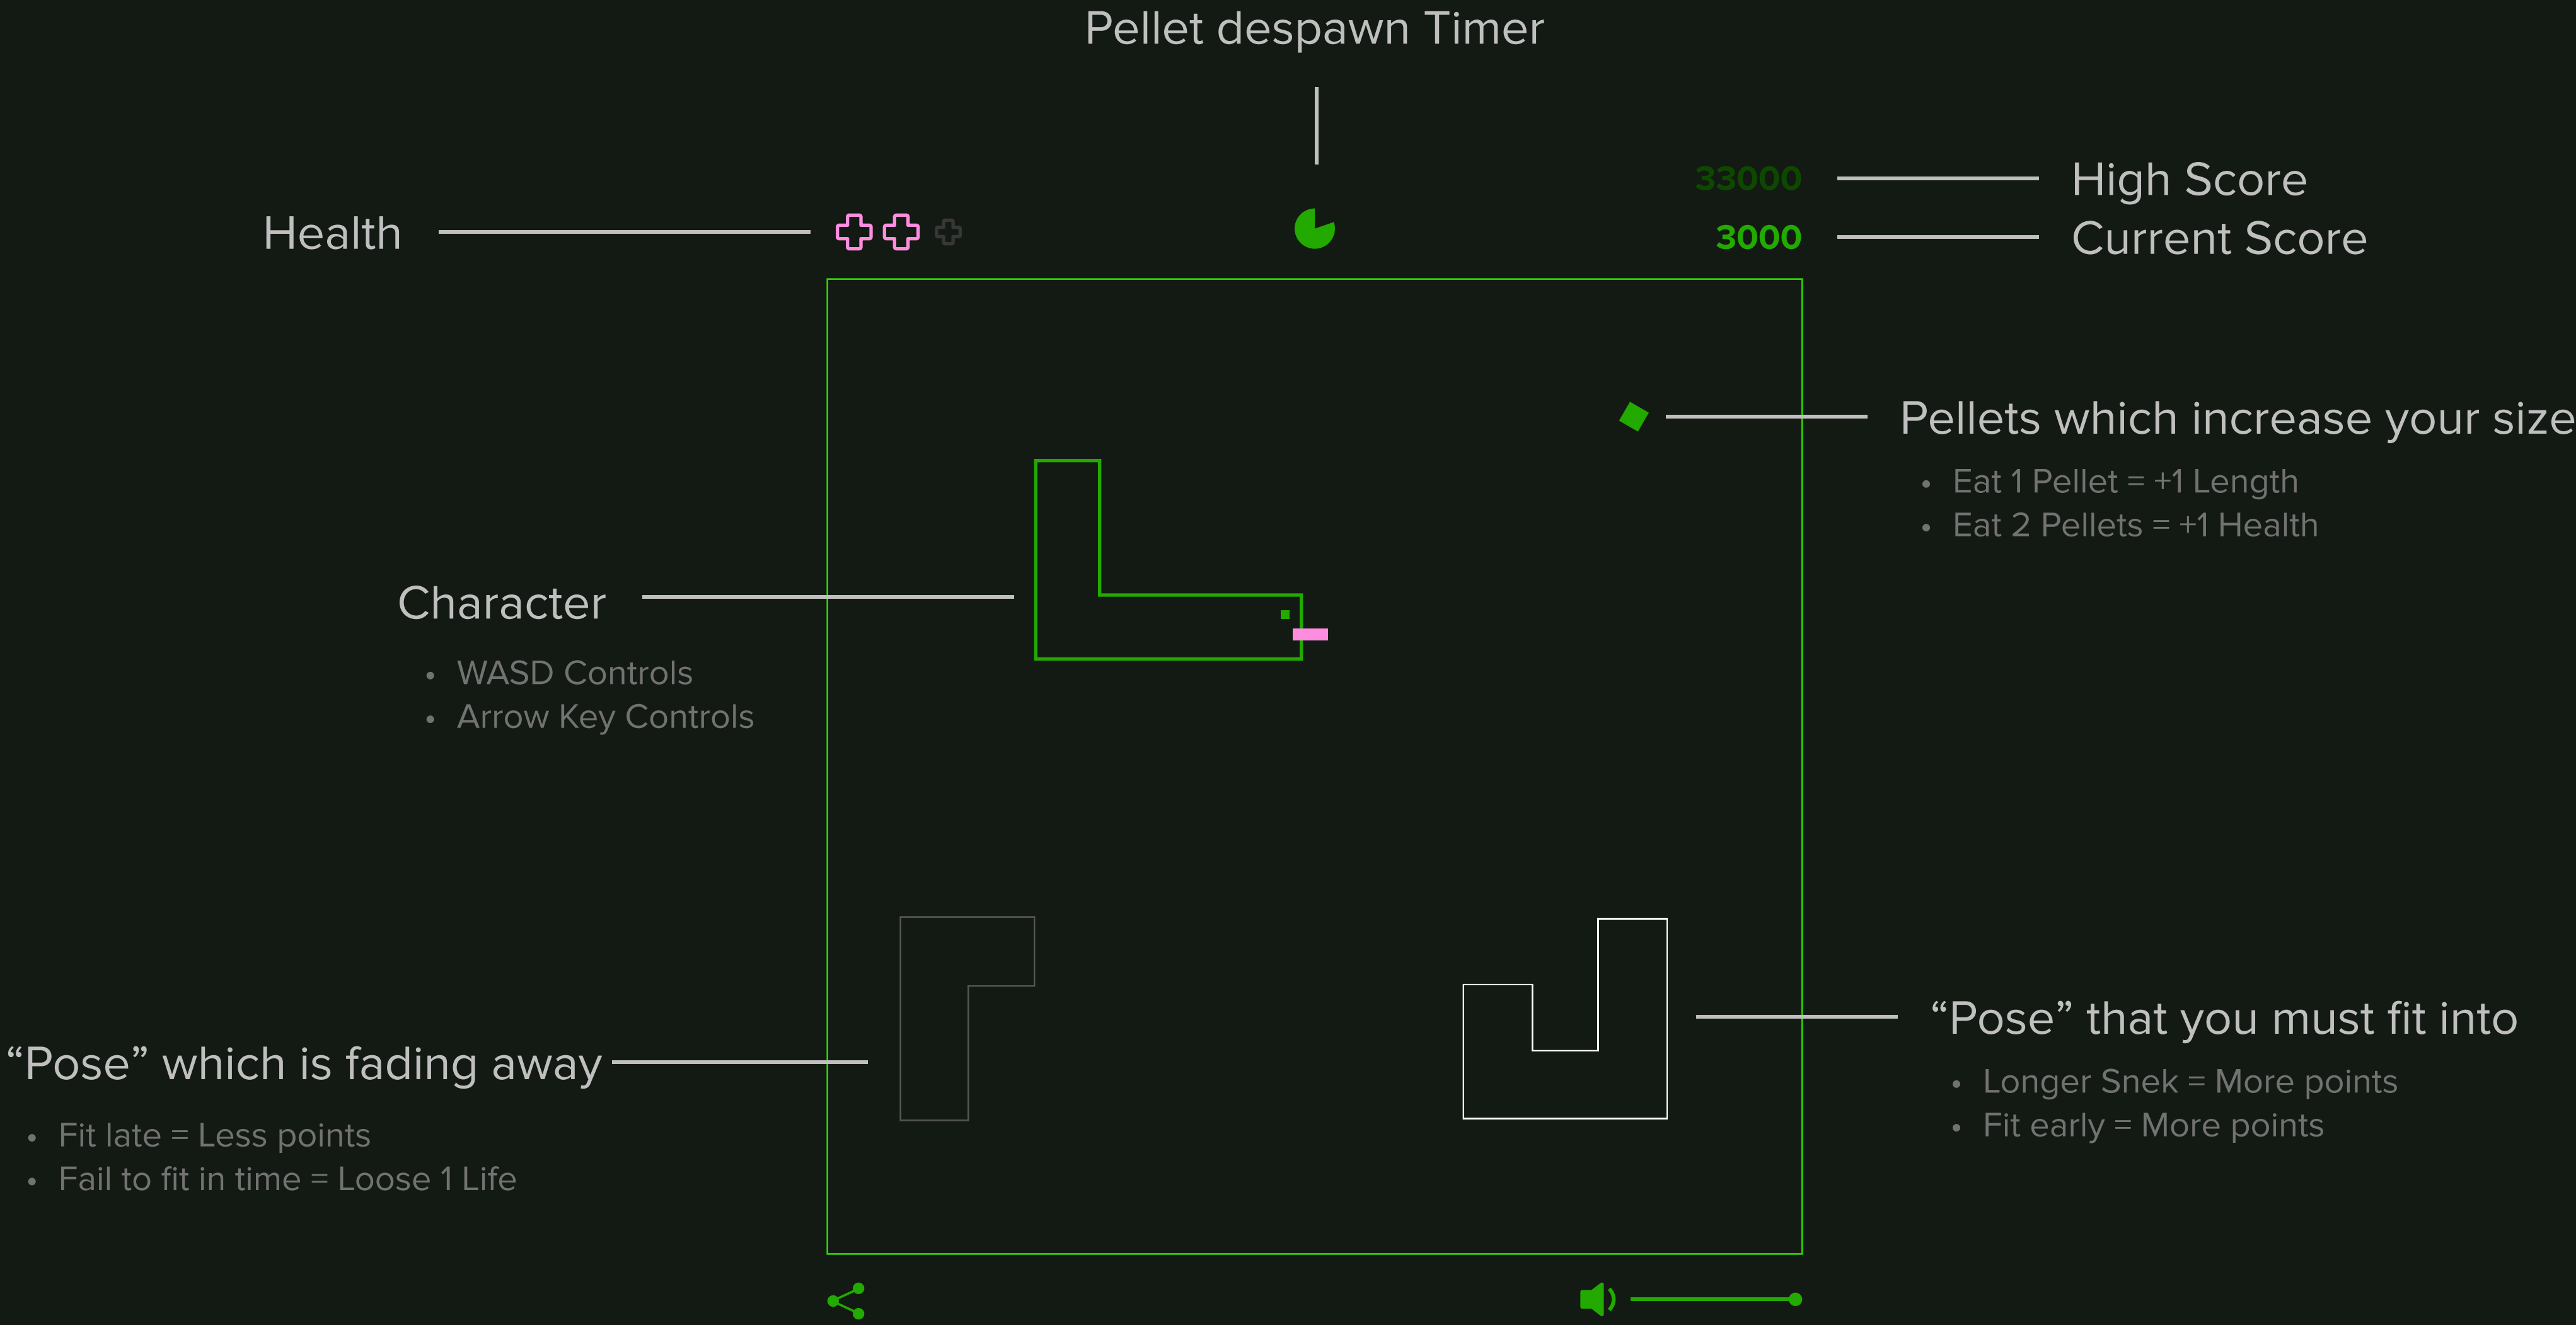 Pellet despawn Timer
33000
High Score
Health
3000
Current Score
Pellets which increase your size
• Eat 1 Pellet = +1 Length
• Eat 2 Pellets = +1 Health
Character
• WASD Controls
• Arrow Key Controls
“Pose” which is fading away
• Fit late = Less points
• Fail to fit in time = Loose 1 Life
“Pose” that you must fit into
• Longer Snek = More points
• Fit early = More points